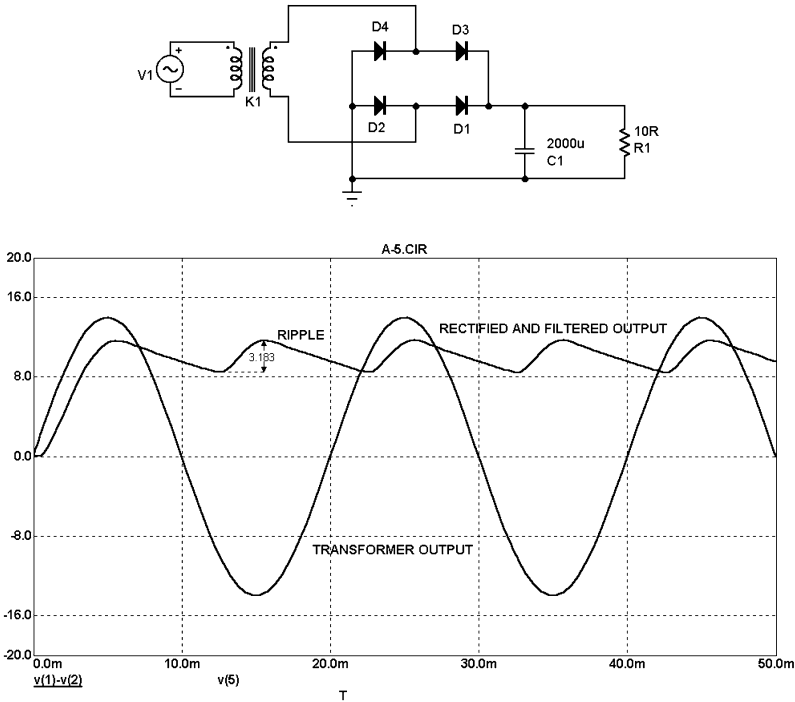 D4
D3
+
V1
−
K1
D2
D1
2000u
C1
10R
R1
A-5.CIR
20.0
16.0
8.0
0.0
-8.0
-16.0
-20.0
RIPPLE
3.183
RECTIFIED AND FILTERED OUTPUT
TRANSFORMER OUTPUT
0.0m
10.0m
20.0m
30.0m
40.0m
50.0m
v(1)-v(2)
v(5)
T